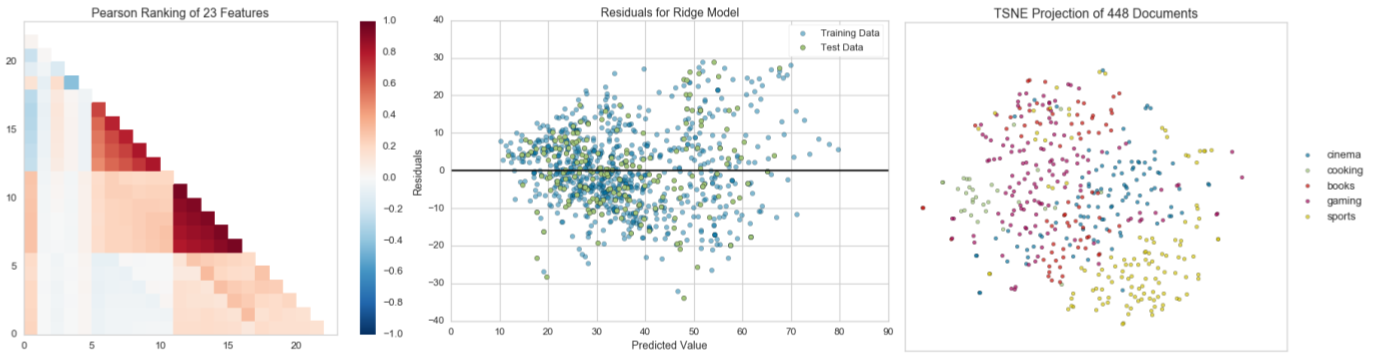 Pearson Ranking of 23 Features
20
15
10
5
0
0 5 10 15 20
1.0
0.8
0.6
0.4
0.2
0.0
−0.2
−0.4
−0.6
−0.8
−1.0
Residuals for Ridge Model
Training Data
Test Data
40
30
20
10
0
−10
−20
−30
−40
Residuals
0 10 20 30 40 50 60 70 80 90
Predicted Value
TSNE Projection of 448 Documents
cinema
cooking
books
gaming
sports